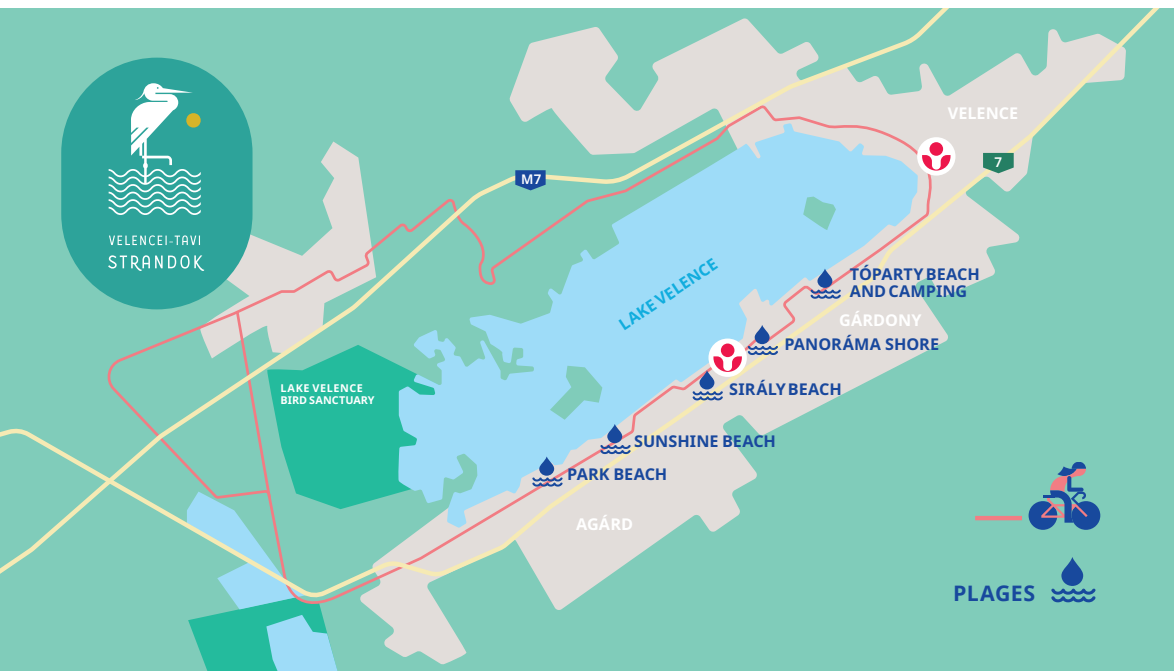 VELENCEI-TAVI
STRANDOK
M7
VELENCE
7
LAKE VELENCE
TÓPARTY BEACH
AND CAMPING
GÁRDONY
PANORÁMA SHORE
SIRÁLY BEACH
LAKE VELENCE
BIRD SANCTUARY
SUNSHINE BEACH
PARK BEACH
AGÁRD
PLAGES